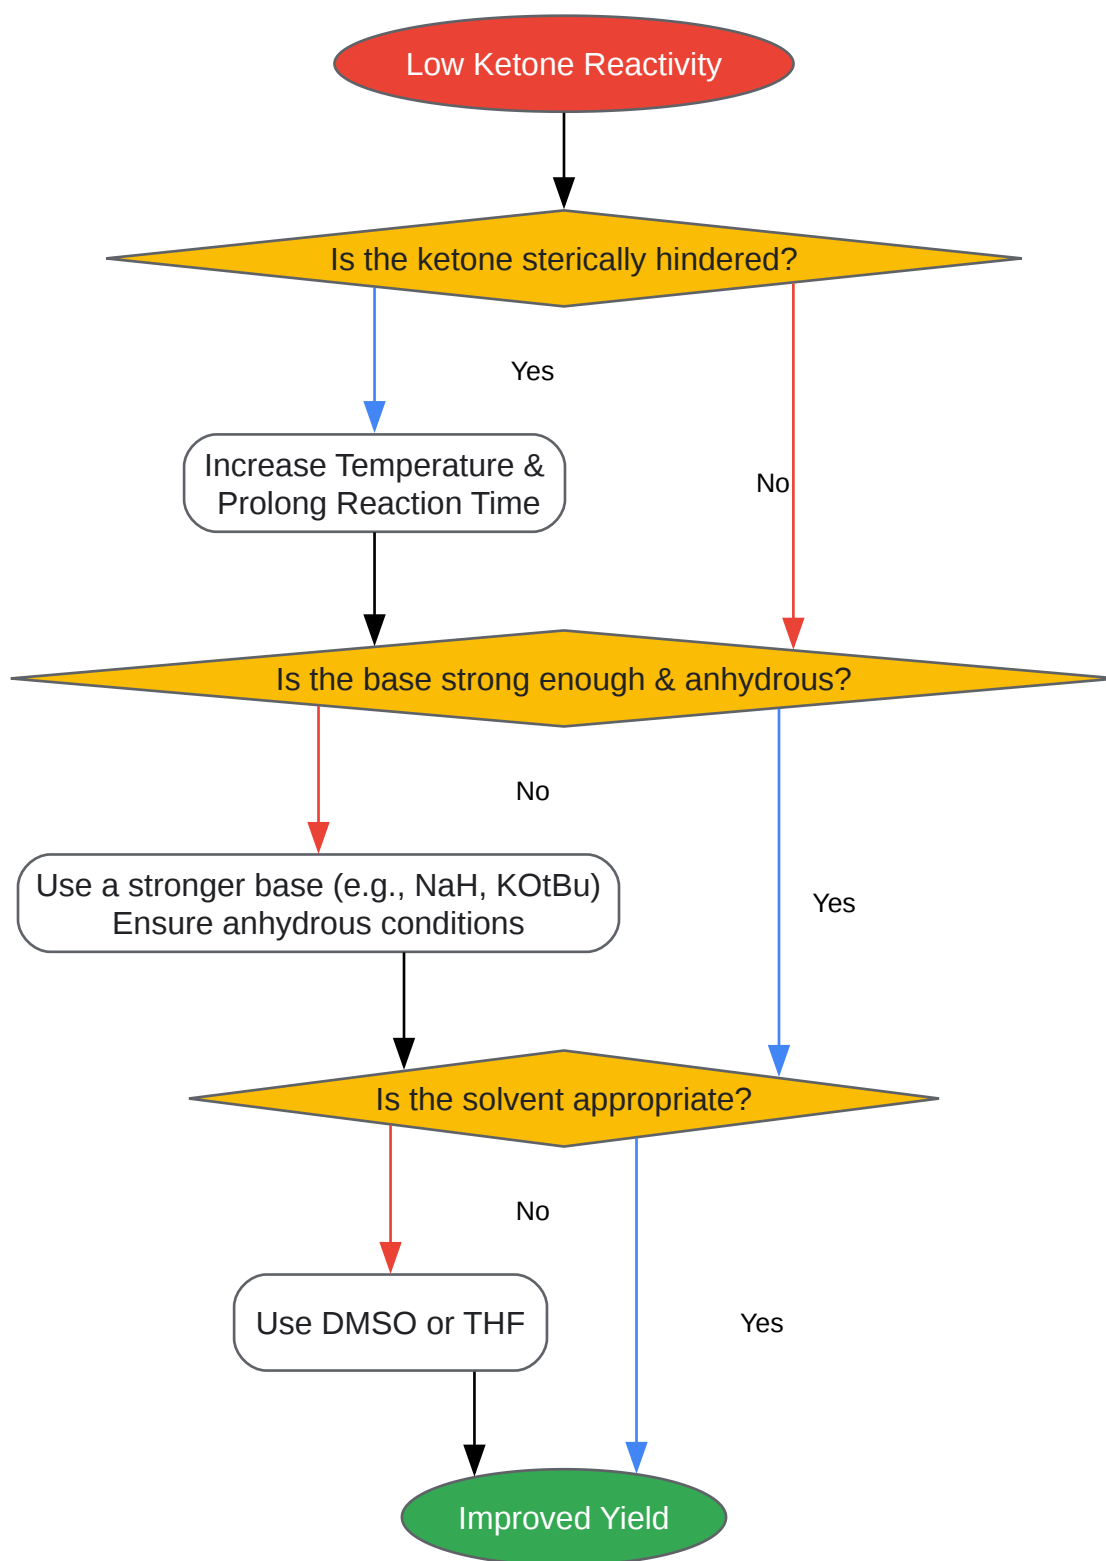 Low Ketone Reactivity
Is the ketone sterically hindered?
Yes
Increase Temperature &
Prolong Reaction Time
No
Is the base strong enough & anhydrous?
No
Use a stronger base (e.g., NaH, KOtBu)
Ensure anhydrous conditions
Yes
Is the solvent appropriate?
No
Use DMSO or THF
Yes
Improved Yield